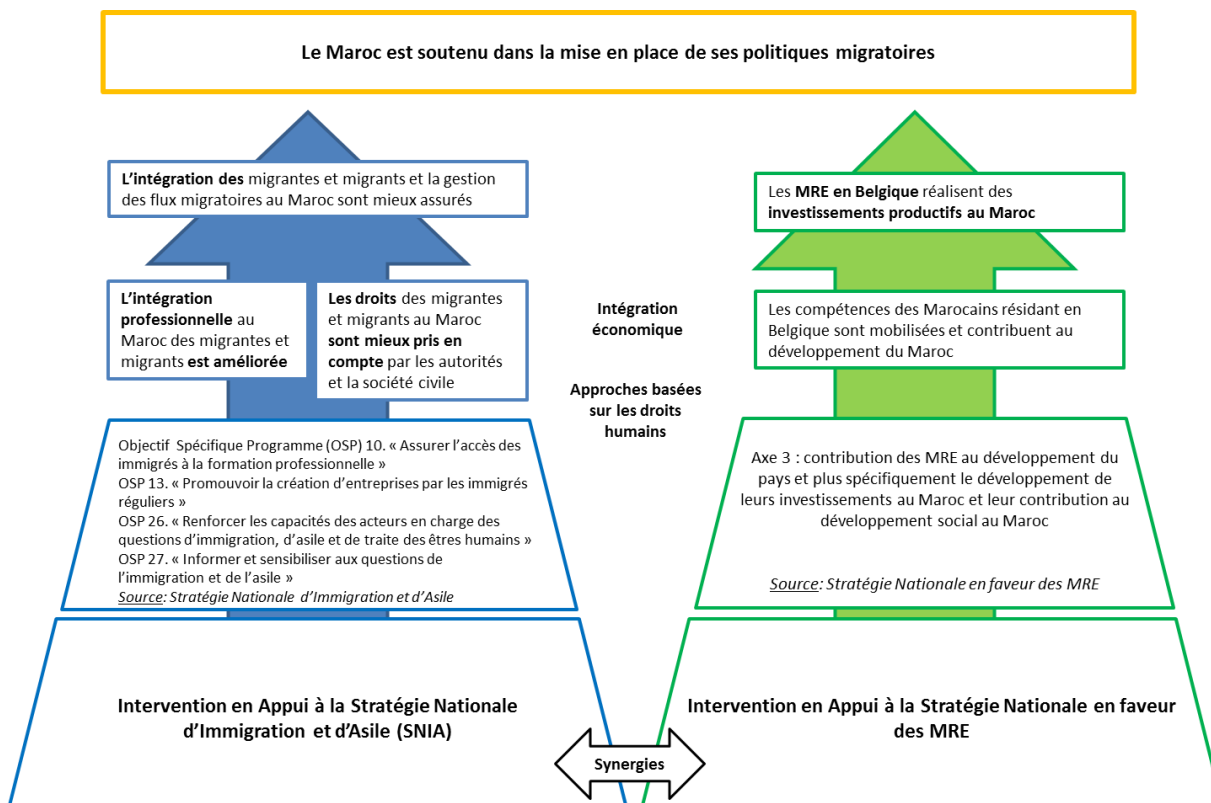 Le Maroc est soutenu dans la mise en place de ses politiques migratoires
L'intégration des migrantes et migrants et la gestion
des flux migratoires au Maroc sont mieux assurés
L'intégration
professionnelle au
Maroc des migrantes et
migrants est améliorée
Les droits des migrantes
et migrants au Maroc
sont mieux pris en
compte par les autorités
et la société civile
Objectif Spécifique Programme (OSP) 10. « Assurer l'accès des
immigrés à la formation professionnelle »
OSP 13. « Promouvoir la création d'entreprises par les immigrés
réguliers »
OSP 26. « Renforcer les capacités des acteurs en charge des
questions d'immigration, d'asile et de traite des êtres humains »
OSP 27. « Informer et sensibiliser aux questions de
l'immigration et de l'asile »
Source: Stratégie Nationale d'Immigration et d'Asile
Intervention en Appui à la Stratégie Nationale
d'Immigration et d'Asile (SNIA)
Intégration
économique
Approches basées
sur les droits
humains
Synergies
Les MRE en Belgique réalisent des
investissements productifs au Maroc
Les compétences des Marocains résidant en
Belgique sont mobilisées et contribuent au
développement du Maroc
Axe 3 : contribution des MRE au développement du
pays et plus spécifiquement le développement de
leurs investissements au Maroc et leur contribution au
développement social au Maroc
Source: Stratégie Nationale en faveur des MRE
Intervention en Appui à la Stratégie Nationale en faveur
des MRE